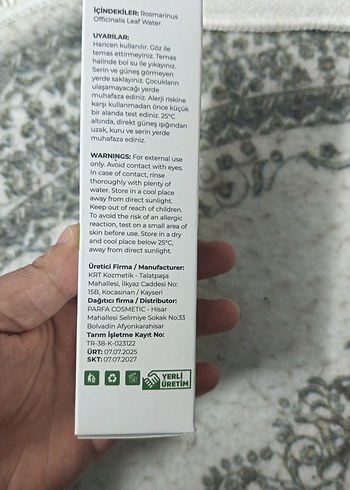 İÇİNDEKİLER: Rosmarinus
Officinalis Leaf Water.
UYARILAR:
Haricen kullanılır. Göz ile
temas ettirmeyiniz. Temas
halinde bol su ile yıkayınız.
Serin ve güneş görmeyen
yerde saklayınız. Çocukların
ulaşamayacağı yerde
muhafaza ediniz. Alerji riskine
karşı kullanmadan önce küçük
bir alanda test ediniz. 25°C
altında, direkt güneş ışığından
uzak, kuru ve serin yerde
muhafaza ediniz.
WARNINGS: For external use
only. Avoid contact with eyes.
In case of contact, rinse
thoroughly with plenty of
water. Store in a cool place
away from direct sunlight.
Keep out of reach of children.
To avoid the risk of an allergic
reaction, test on a small area of
skin before use. Store in a dry
and cool place below 25°C,
away from direct sunlight.
Üretici Firma / Manufacturer:
KRT Kozmetik - Talatpaşa
Mahallesi, İlkyaz Caddesi No:
15B, Kocasinan / Kayseri
Dağıtıcı firma / Distributor:
PARFA COSMETIC - Hisar
Mahallesi Selimiye Sokak No:33
Bolvadin Afyonkarahisar
Tarım İşletme Kayıt No:
TR-38-K-023122
ÜRT: 07.07.2025
SKT: 07.07.2027
YERLİ
ÜRETİM